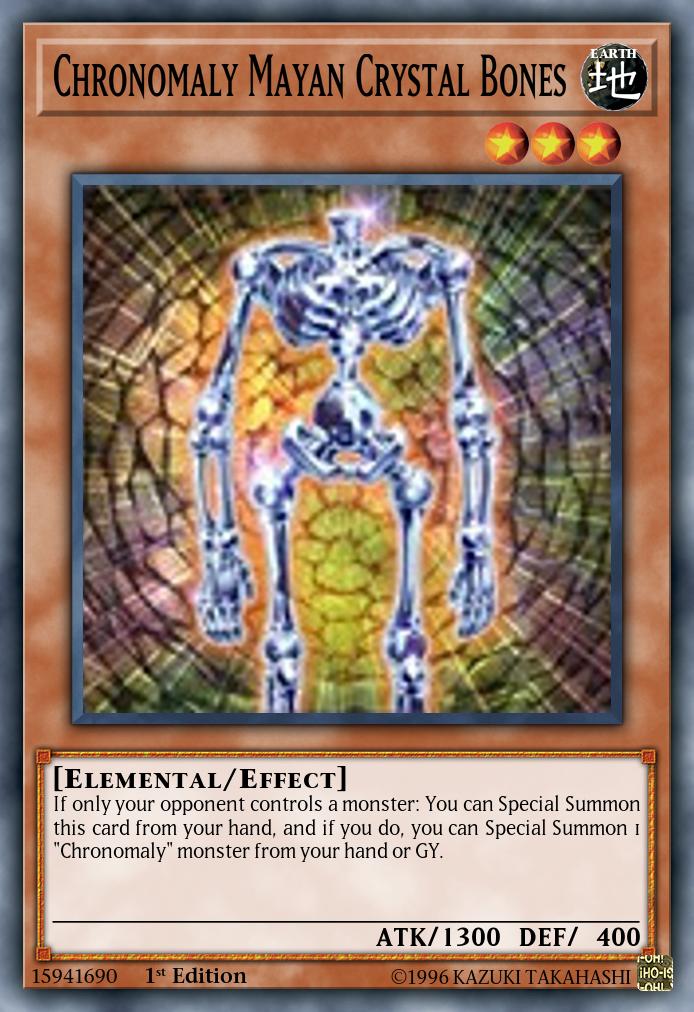 CHRONOMALY MAYAN CRYSTAL BONES
EARTH
地
[ELEMENTAL/EFFECT]
If only your opponent controls a monster: You can Special Summon
this card from your hand, and if you do, you can Special Summon 1
"Chronomaly" monster from your hand or GY.
ATK/1300 DEF/ 400
15941690 1st Edition ©1996 KAZUKI TAKAHASHI